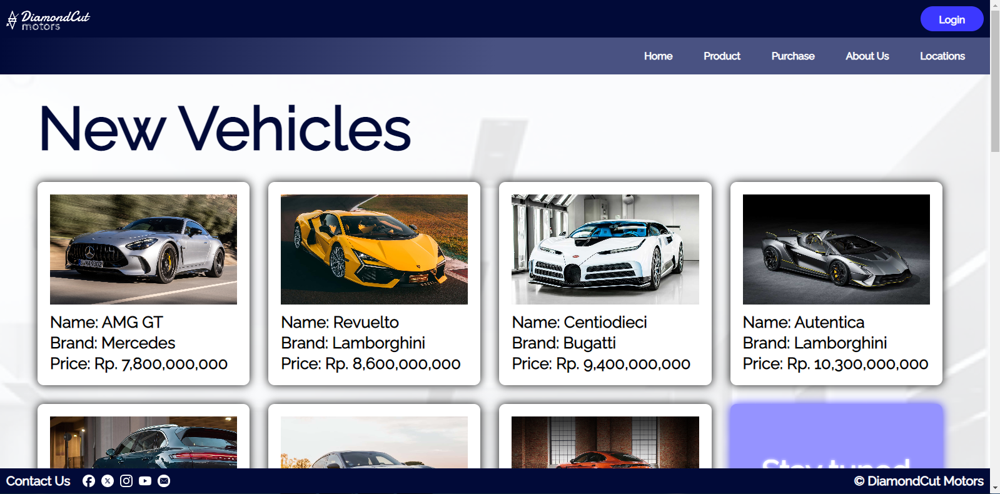 DiamondCut
motors
Login
Home
Product
Purchase
About Us
Locations
New Vehicles
Name: AMG GT
Brand: Mercedes
Price: Rp. 7,800,000,000
Name: Revuelto
Brand: Lamborghini
Price: Rp. 8,600,000,000
Name: Centiodieci
Brand: Bugatti
Price: Rp. 9,400,000,000
Name: Autentica
Brand: Lamborghini
Price: Rp. 10,300,000,000
Stay tuned
Contact Us
© DiamondCut Motors